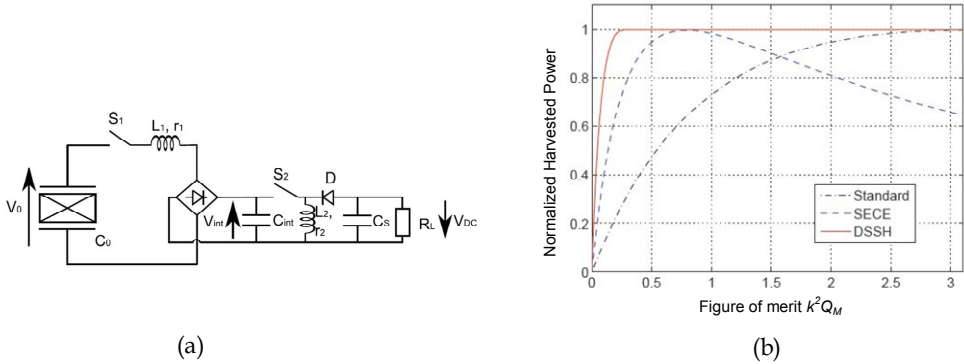 S1
L1, r1
V0
C0
Vint
Cint
S2
L2,
r2
D
CS
RL
VDC
(a)
Normalized Harvested Power
1
0.8
0.6
0.4
0.2
0
0
0.5
1
1.5
2
2.5
3
Standard
SECE
DSSH
Figure of merit k²QM
(b)